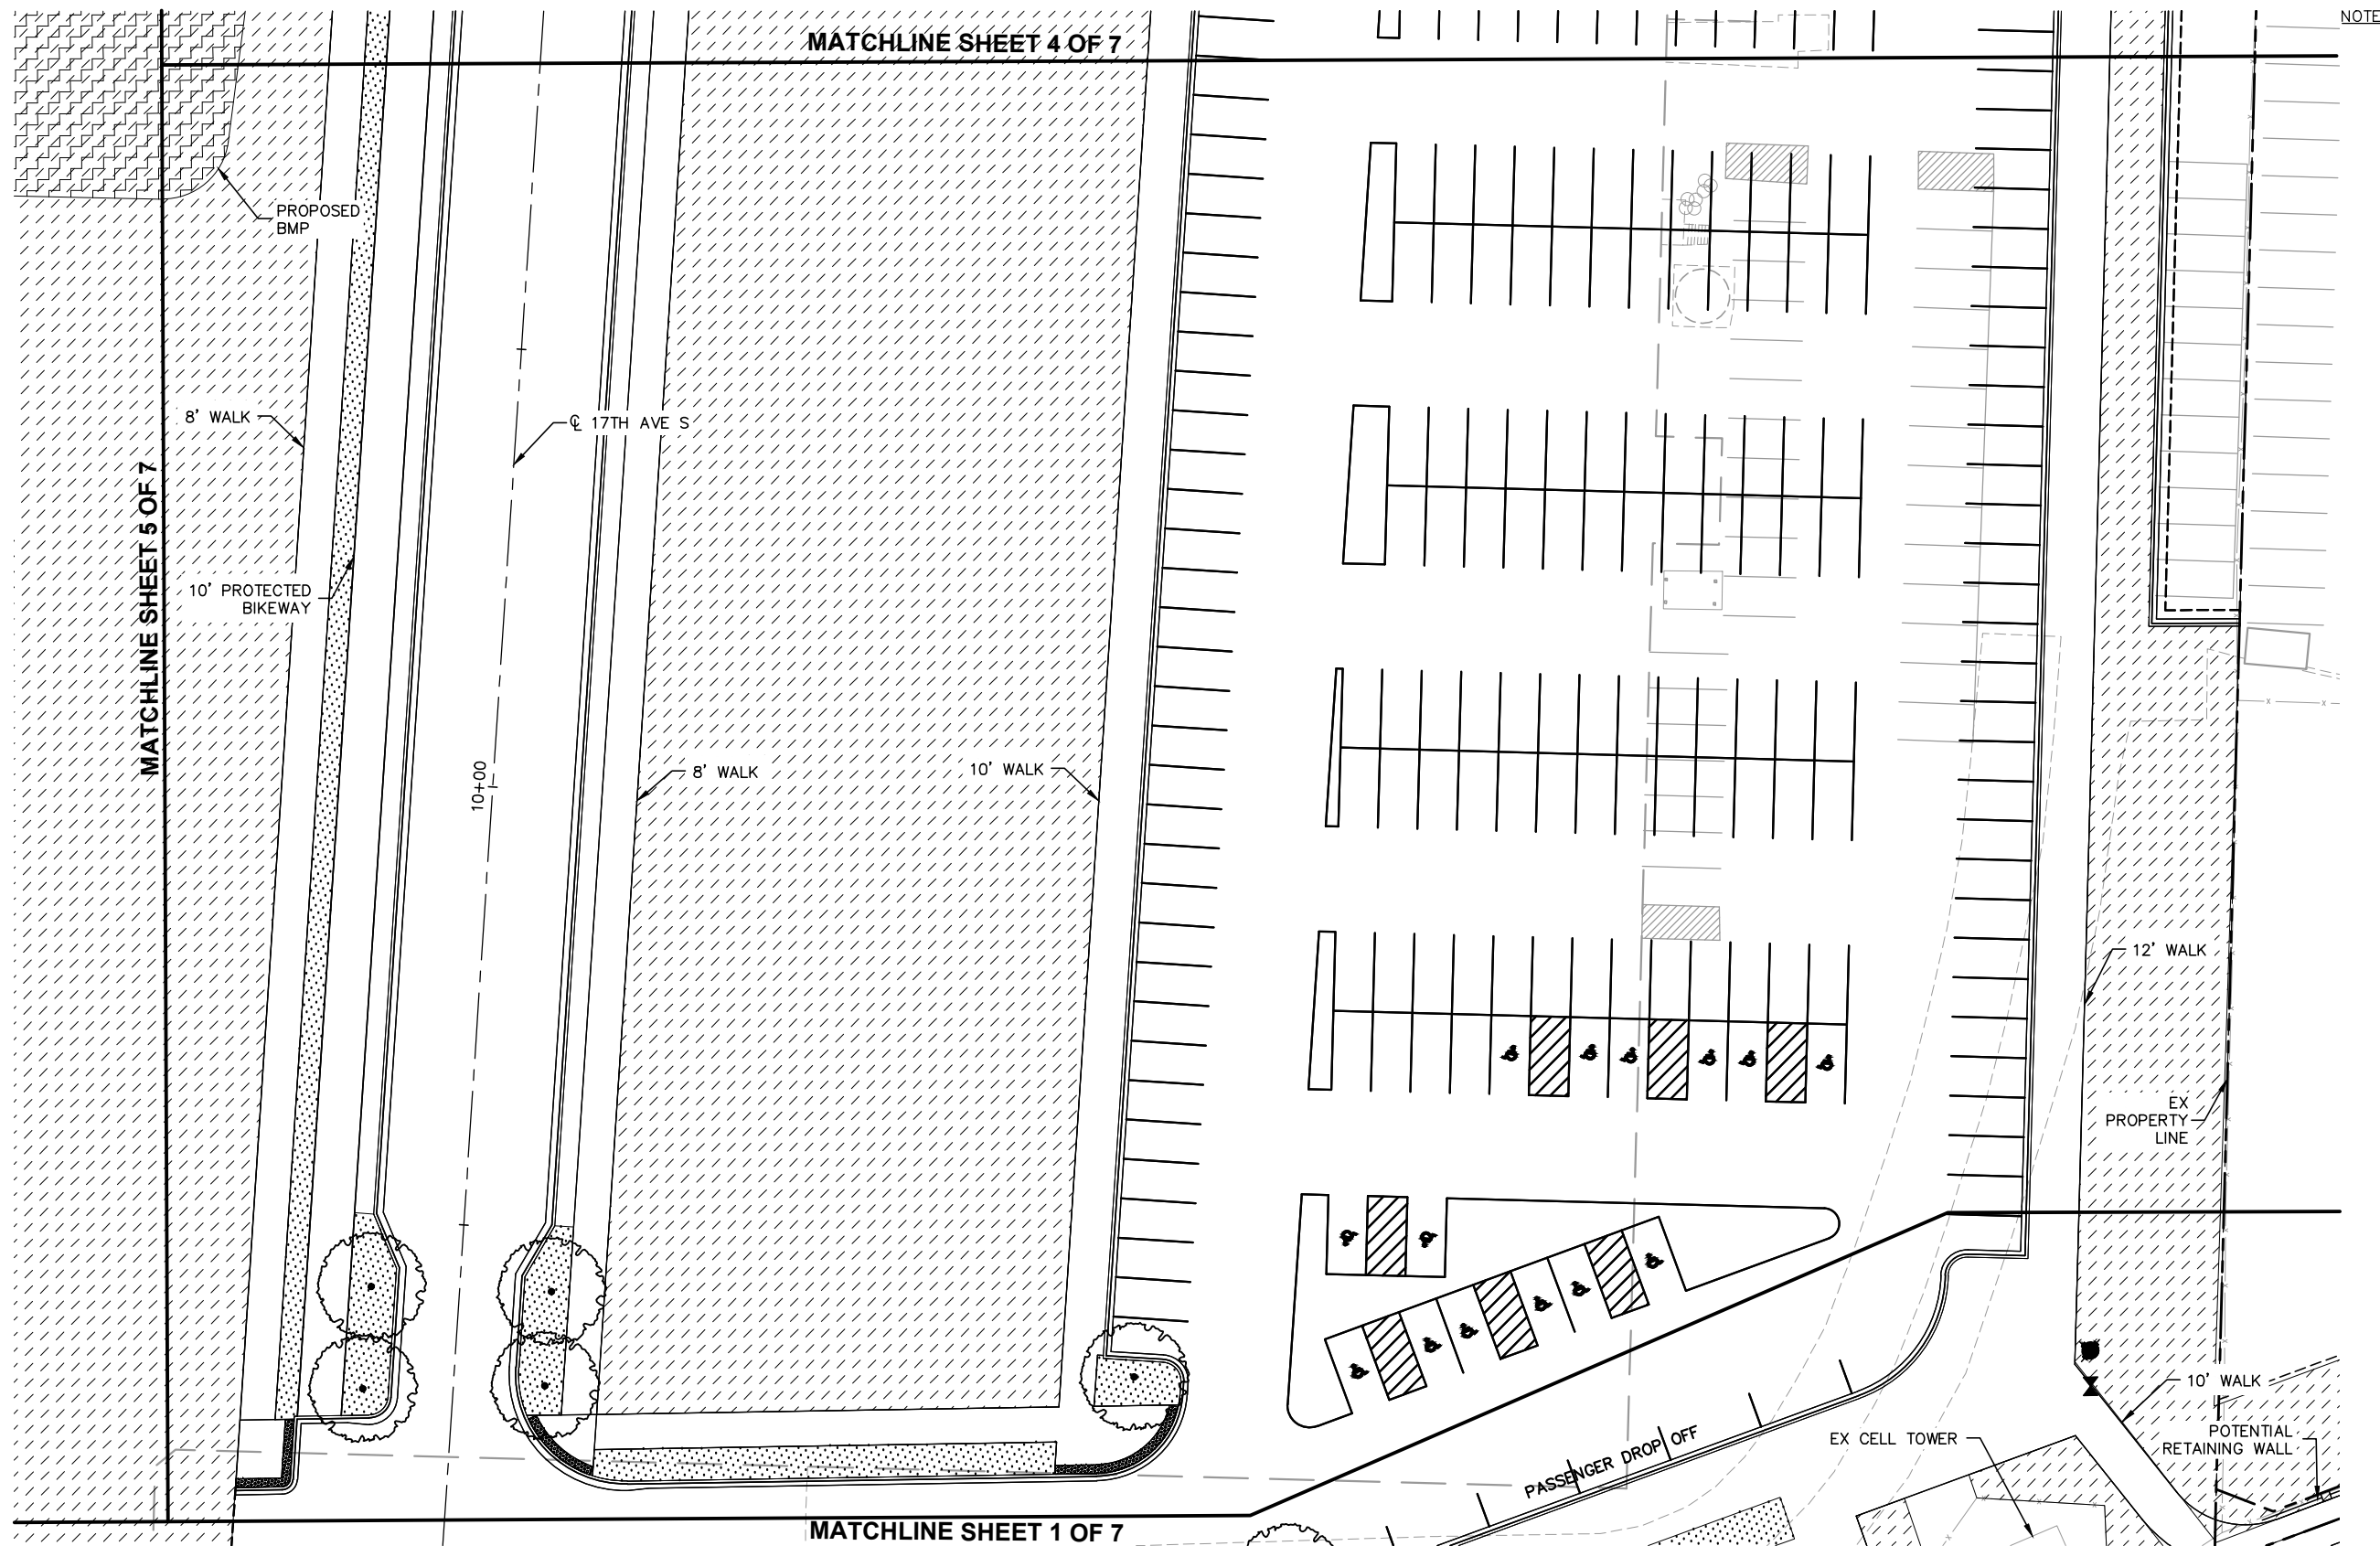 NOTE
MATCHLINE SHEET 4 OF 7
PROPOSED
BMP
8' WALK
℄ 17TH AVE S
MATCHLINE SHEET 5 OF 7
10' PROTECTED
BIKEWAY
10+00
8' WALK
10' WALK
12' WALK
EX
PROPERTY
LINE
10' WALK
POTENTIAL
RETAINING WALL
EX CELL TOWER
PASSENGER DROP OFF
MATCHLINE SHEET 1 OF 7